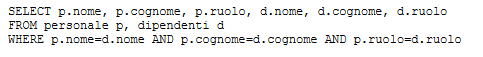 SELECT p.nome, p.cognome, p.ruolo, d.nome, d.cognome, d.ruolo
FROM personale p, dipendenti d
WHERE p.nome=d.nome AND p.cognome=d.cognome AND p.ruolo=d.ruolo